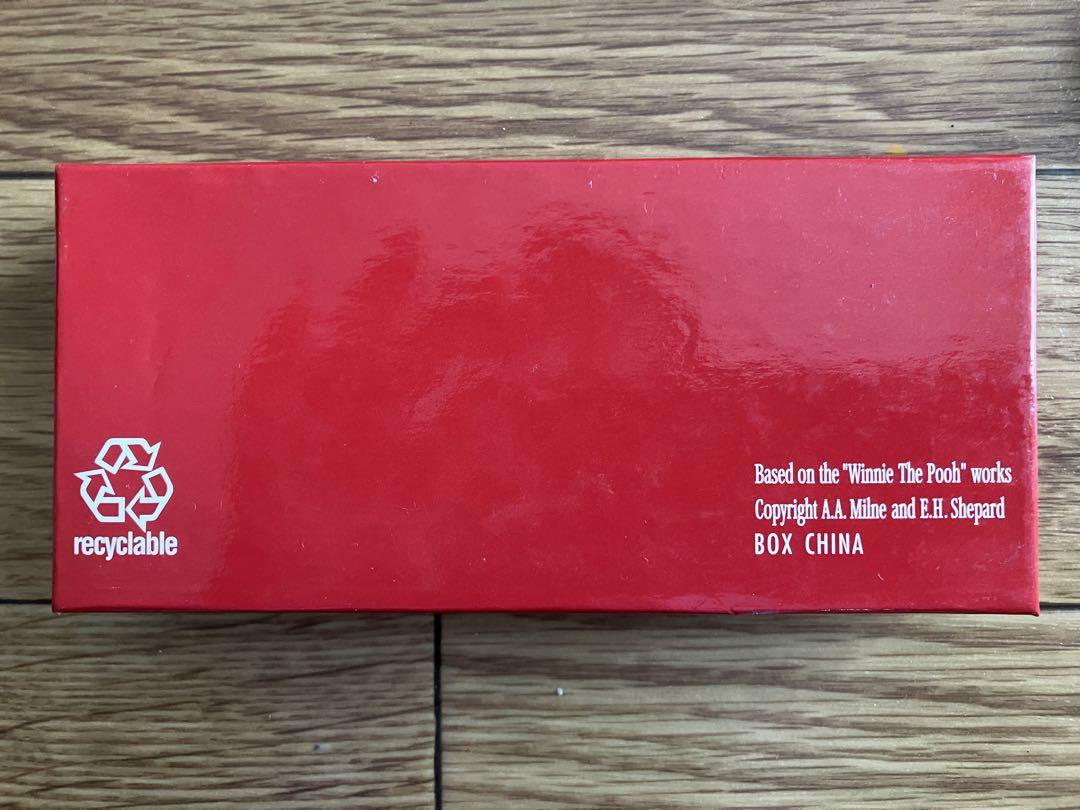 recyclable
Based on the "Winnie The Pooh" works
Copyright A.A. Milne and E.H. Shepard
BOX CHINA